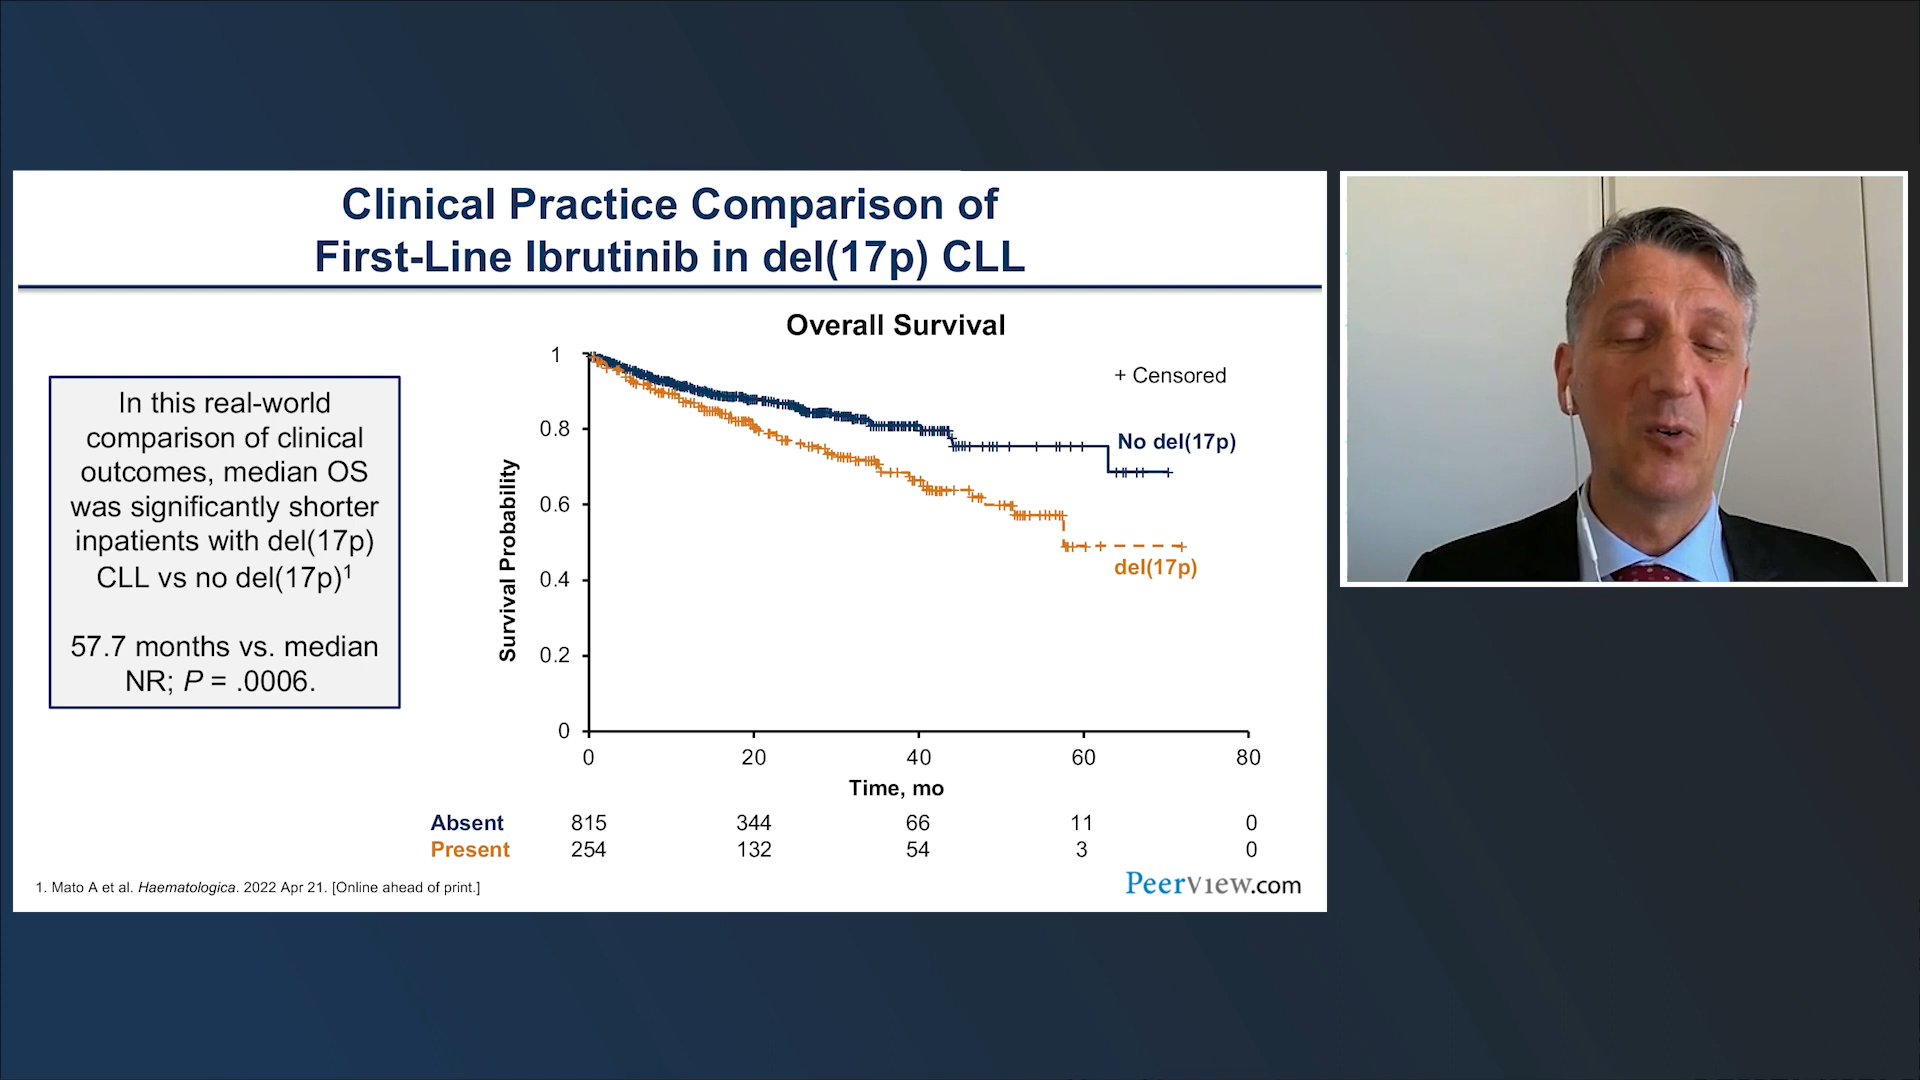 Clinical Practice Comparison of
First-Line Ibrutinib in del(17p) CLL
In this real-world
comparison of clinical
outcomes, median OS
was significantly shorter
inpatients with del(17p)
CLL vs no del(17p)¹
57.7 months vs. median
NR; P = .0006.
Overall Survival
+ Censored
No del(17p)
del(17p)
Survival Probability
1
0.8
0.6
0.4
0.2
0
0 20 40 60 80
Time, mo
Absent 815 344 66 11 0
Present 254 132 54 3 0
1. Mato A et al. Haematologica. 2022 Apr 21. [Online ahead of print.]
PeerView.com